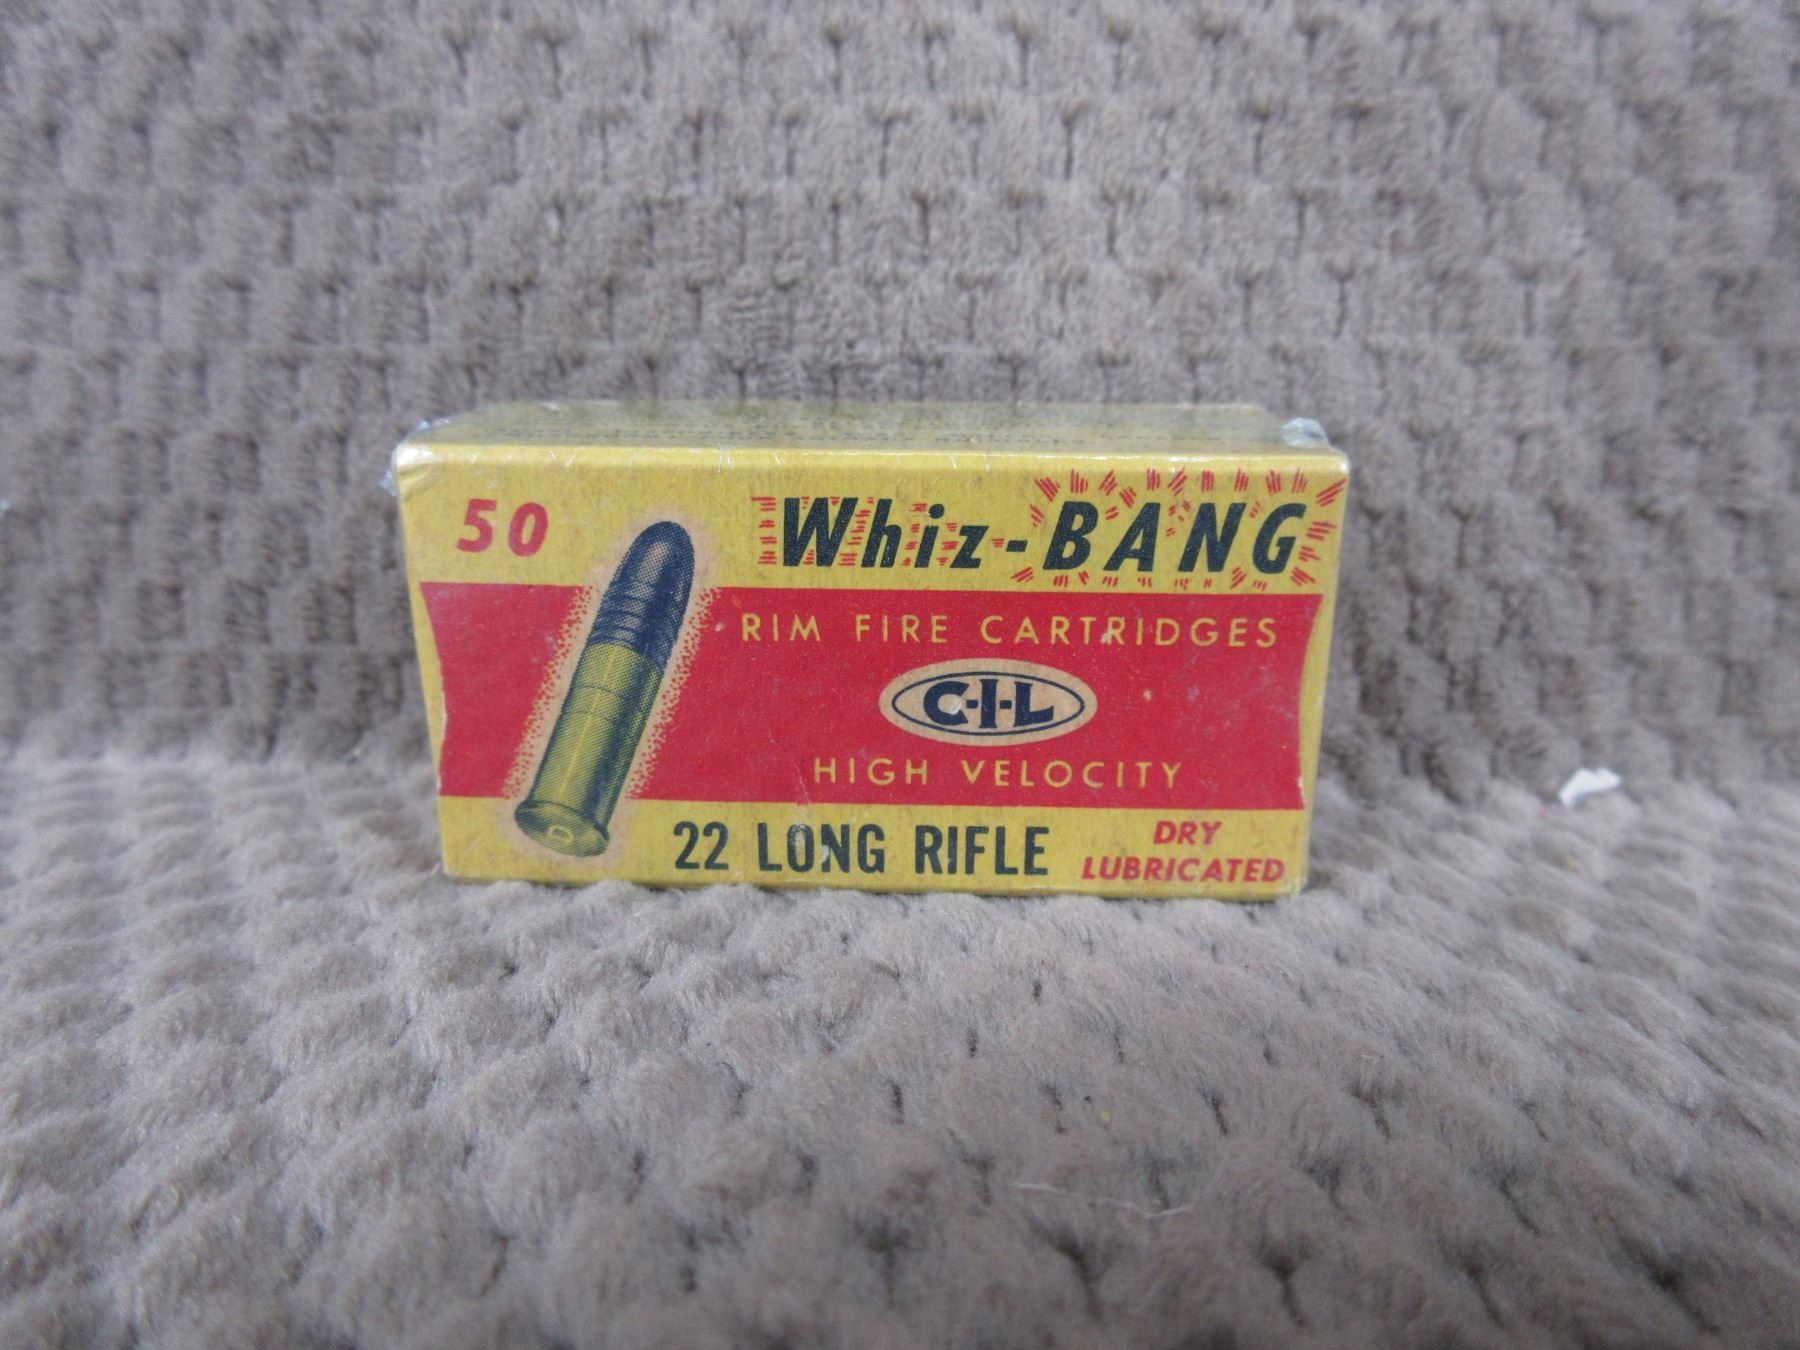 50
Whiz-BANG
RIM FIRE CARTRIDGES
C-I-L
HIGH VELOCITY
22 LONG RIFLE
DRY
LUBRICATED